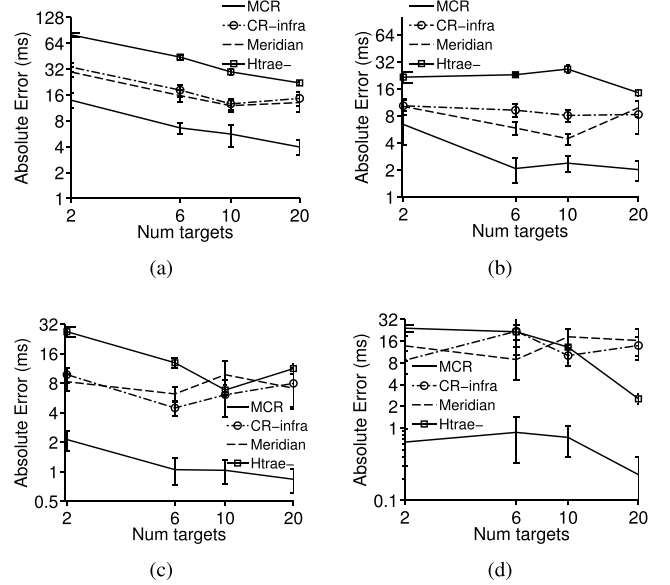 MCR
CR-infra
Meridian
Htrae-
128
64
32
16
8
4
2
1
Absolute Error (ms)
2 6 10 20
Num targets
(a)
MCR
CR-infra
Meridian
Htrae-
64
32
16
8
4
2
1
Absolute Error (ms)
2 6 10 20
Num targets
(b)
32
16
8
4
2
1
0.5
Absolute Error (ms)
MCR
CR-infra
Meridian
Htrae-
2 6 10 20
Num targets
(c)
32
16
8
4
2
1
0.1
Absolute Error (ms)
MCR
CR-infra
Meridian
Htrae-
2 6 10 20
Num targets
(d)